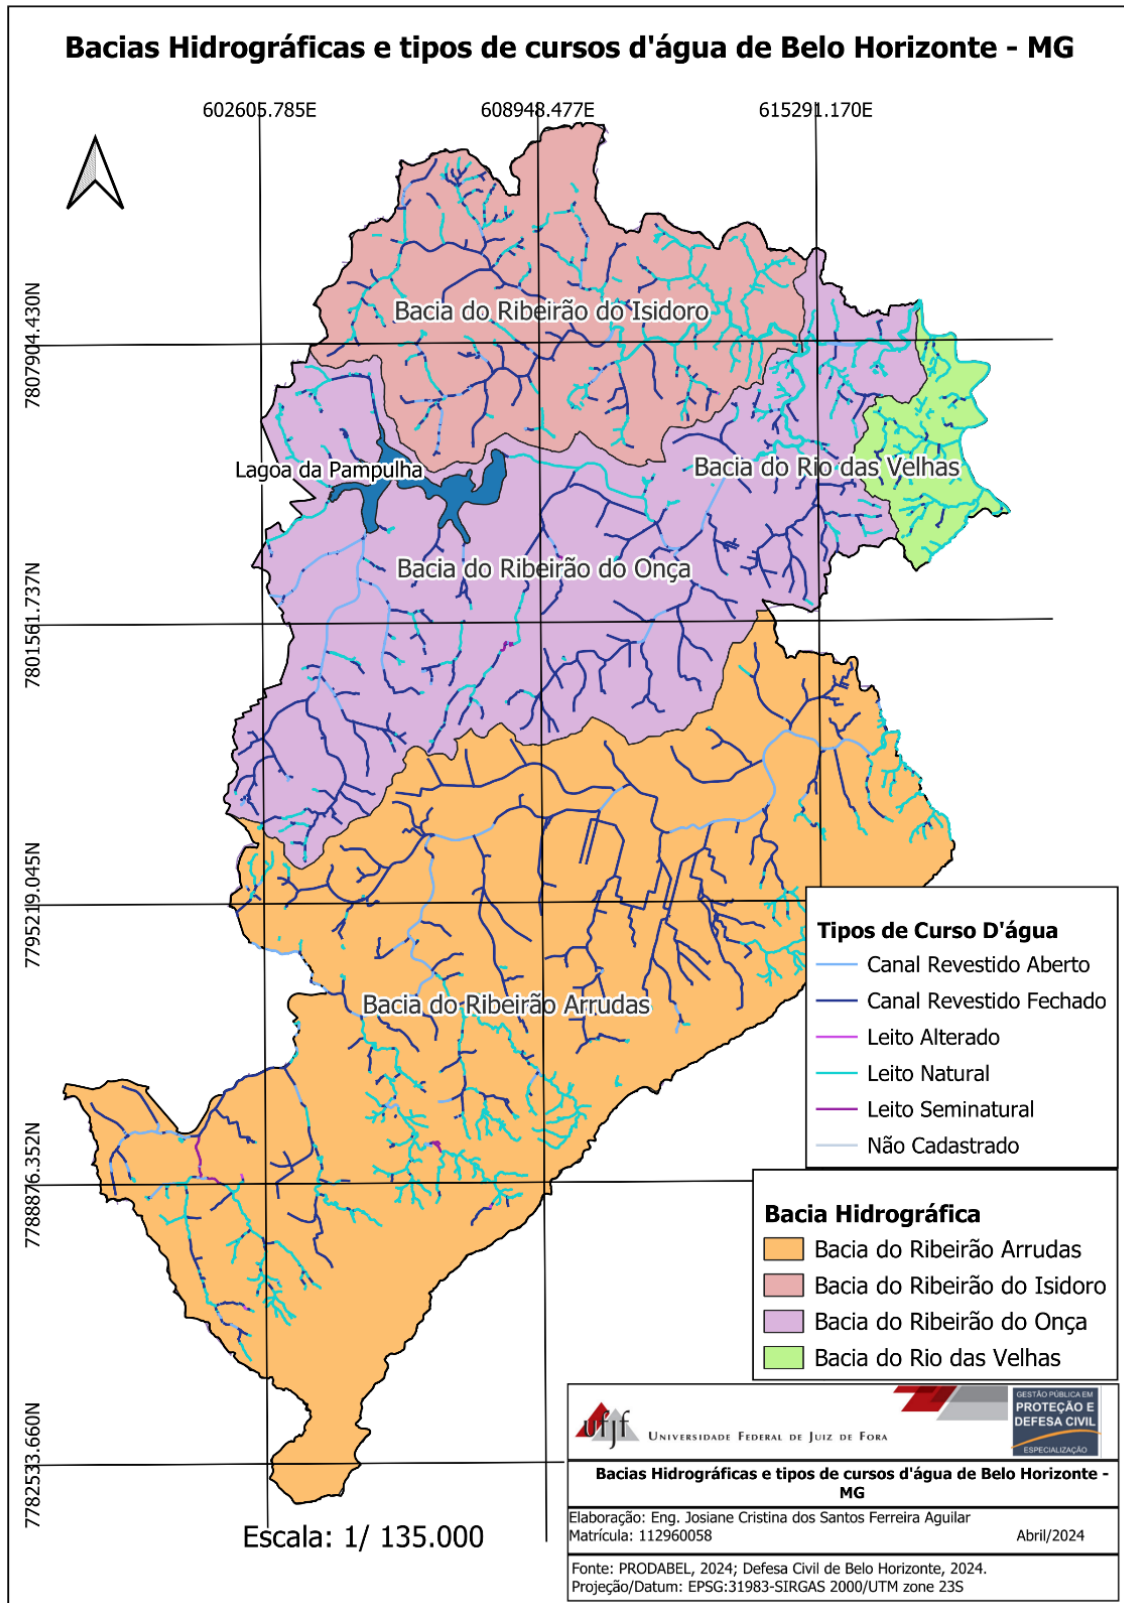 Bacias Hidrográficas e tipos de cursos d'água de Belo Horizonte - MG
602605.785E
608948.477E
615291.170E
7807904.430N
Bacia do Ribeirão do Isidoro
Lagoa da Pampulha
Bacia do Rio das Velhas
Bacia do Ribeirão do Onça
7801561.737N
7795219.045N
Bacia do Ribeirão Arrudas
7788876.352N
7782533.660N
Tipos de Curso D'água
Canal Revestido Aberto
Canal Revestido Fechado
Leito Alterado
Leito Natural
Leito Seminatural
Não Cadastrado
Bacia Hidrográfica
Bacia do Ribeirão Arrudas
Bacia do Ribeirão do Isidoro
Bacia do Ribeirão do Onça
Bacia do Rio das Velhas
Escala: 1/ 135.000
ufjf
UNIVERSIDADE FEDERAL DE JUIZ DE FORA
GESTÃO PÚBLICA EM
PROTEÇÃO E
DEFESA CIVIL
ESPECIALIZAÇÃO
Bacias Hidrográficas e tipos de cursos d'água de Belo Horizonte -
MG
Elaboração: Eng. Josiane Cristina dos Santos Ferreira Aguilar
Matrícula: 112960058 Abril/2024
Fonte: PRODABEL, 2024; Defesa Civil de Belo Horizonte, 2024.
Projeção/Datum: EPSG:31983-SIRGAS 2000/UTM zone 23S